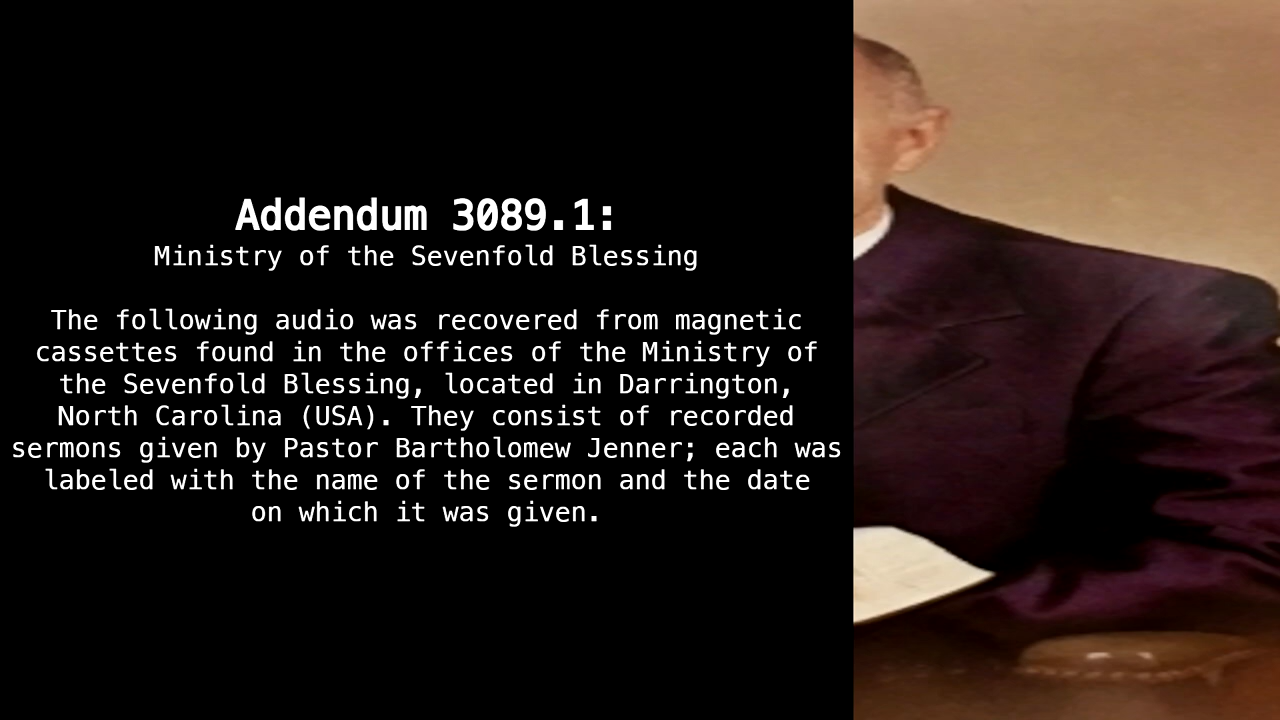 Addendum 3089.1:
Ministry of the Sevenfold Blessing
The following audio was recovered from magnetic
cassettes found in the offices of the Ministry of
the Sevenfold Blessing, located in Darrington,
North Carolina (USA). They consist of recorded
sermons given by Pastor Bartholomew Jenner; each was
labeled with the name of the sermon and the date
on which it was given.